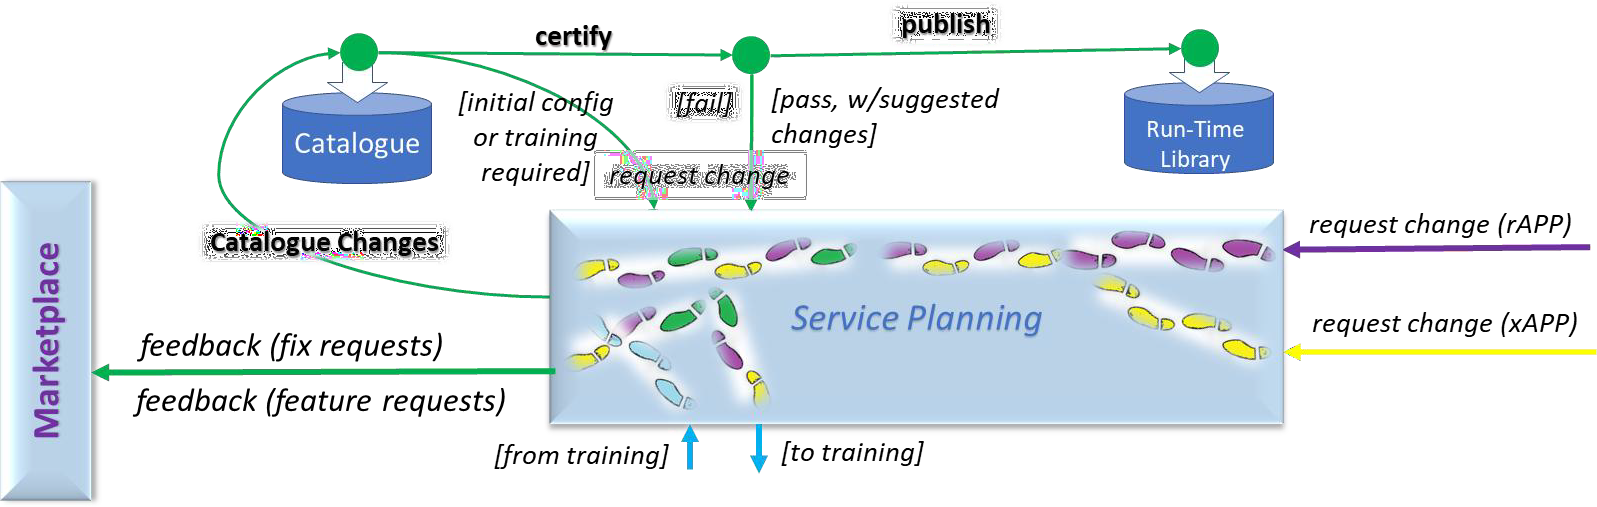 certify
publish
[initial config
or training
required]
[fail]
[pass, w/suggested
changes]
Catalogue
Run-Time
Library
request change
Catalogue Changes
request change (rAPP)
Marketplace
Service Planning
request change (xAPP)
feedback (fix requests)
feedback (feature requests)
[from training]
[to training]